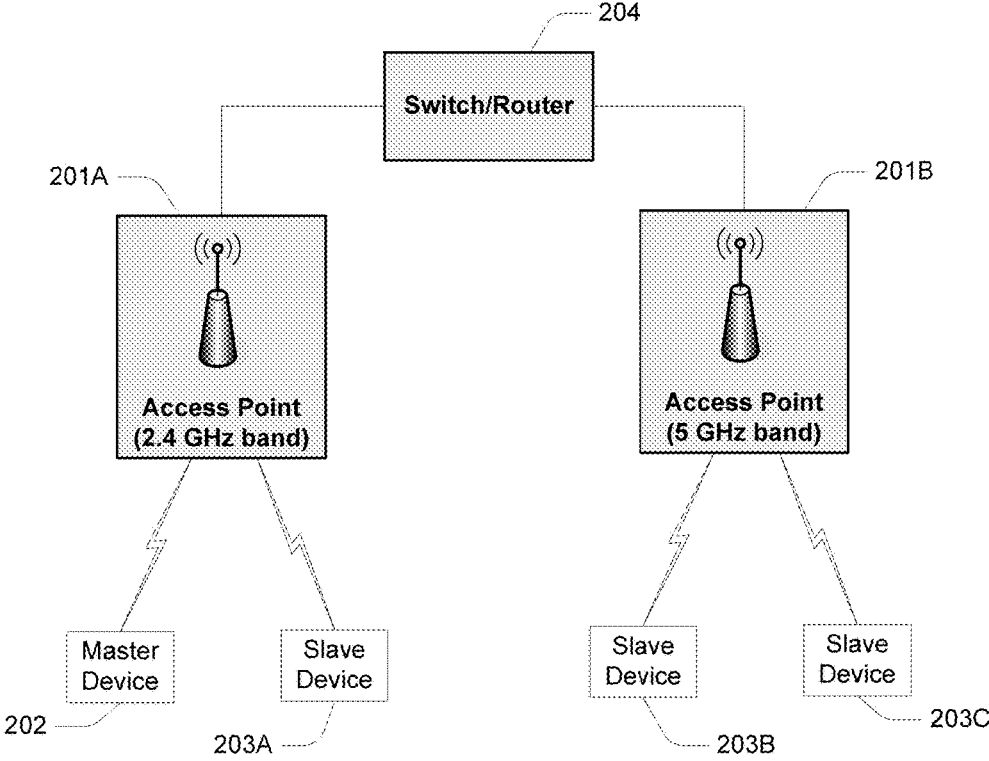 204
Switch/Router
201A
201B
Access Point
(2.4 GHz band)
Access Point
(5 GHz band)
Master
Device
Slave
Device
Slave
Device
Slave
Device
202
203A
203B
203C